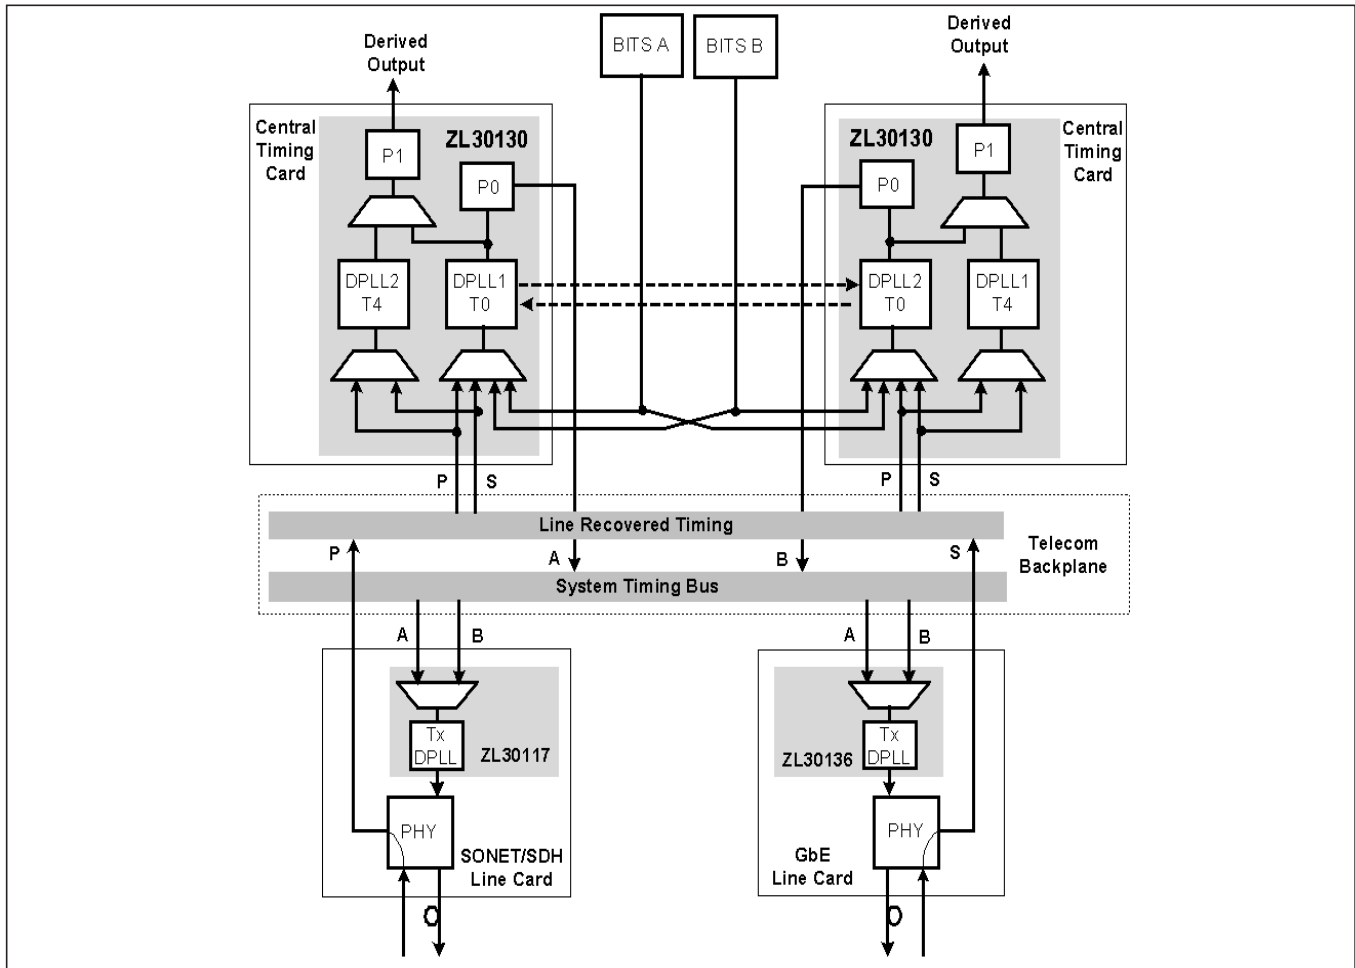 Derived
Output
BITS A
BITS B
Derived
Output
Central
Timing
Card
ZL30130
P1
P0
DPLL2
T4
DPLL1
T0
P S
ZL30130
Central
Timing
Card
P0
P1
DPLL2
T0
DPLL1
T4
P S
Line Recovered Timing
P
A
B
S
System Timing Bus
Telecom
Backplane
A B
A B
Tx
DPLL
ZL30117
PHY
SONET/SDH
Line Card
Tx
DPLL
ZL30136
PHY
GbE
Line Card